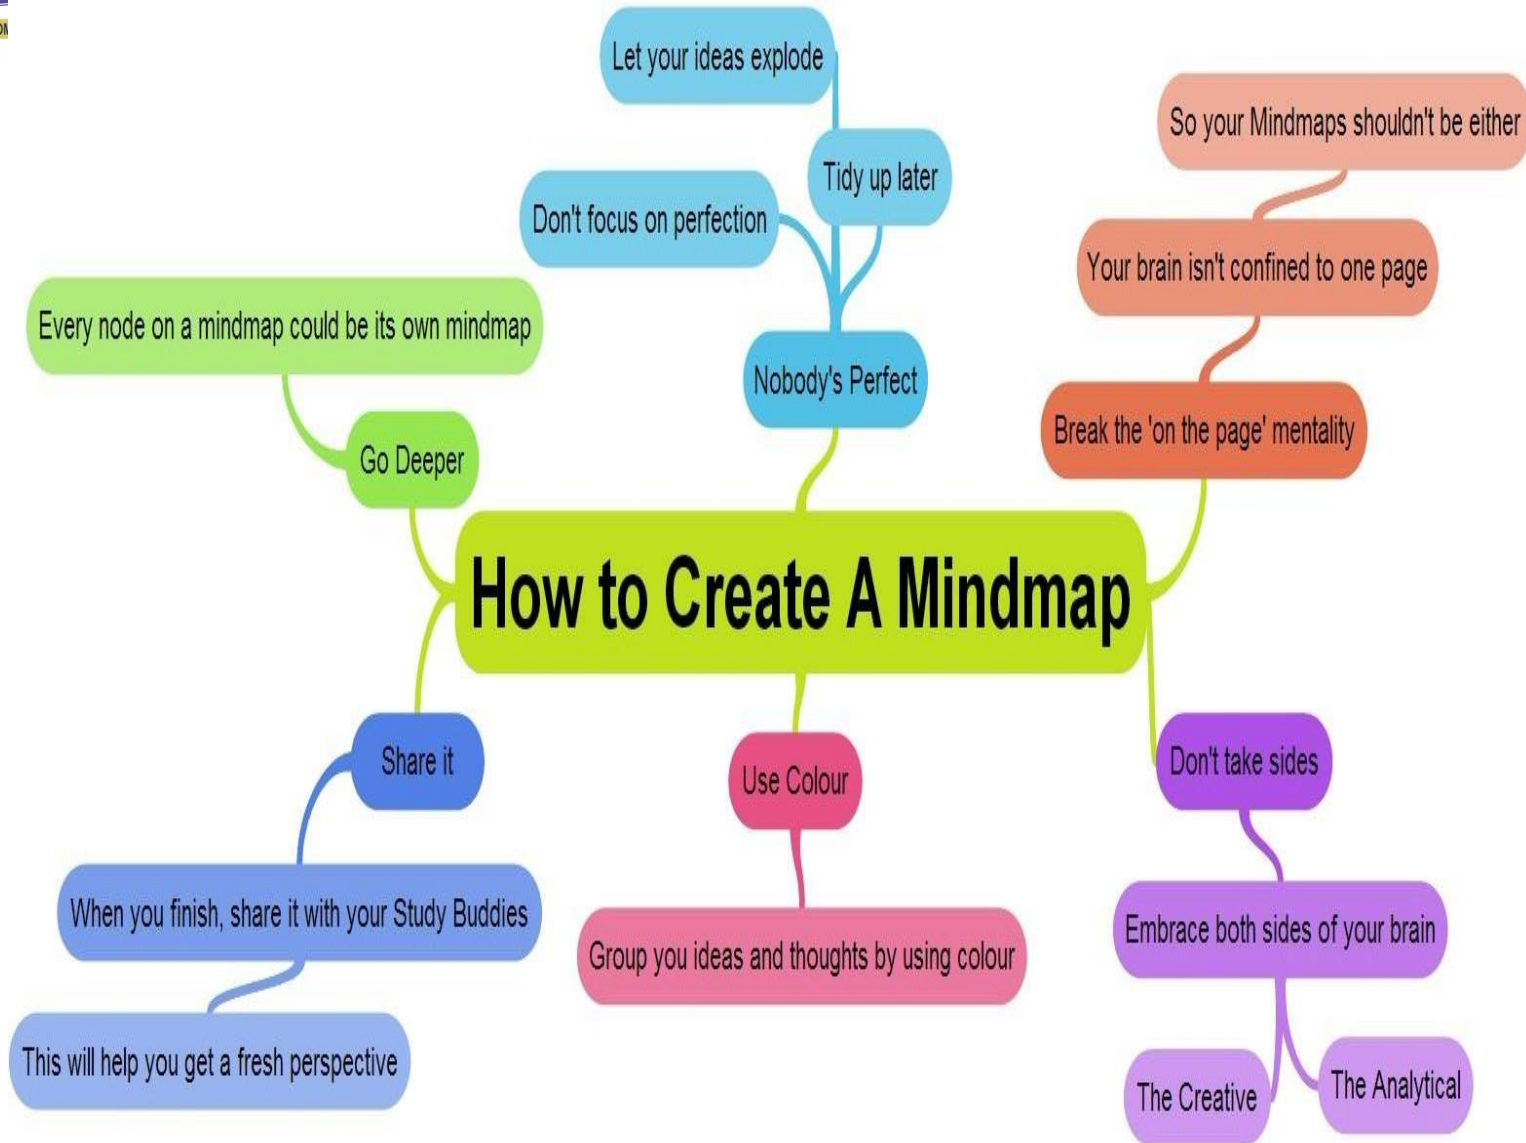 Let your ideas explode
Tidy up later
Don't focus on perfection
Nobody's Perfect
So your Mindmaps shouldn't be either
Your brain isn't confined to one page
Break the 'on the page' mentality
Every node on a mindmap could be its own mindmap
Go Deeper
How to Create A Mindmap
Share it
When you finish, share it with your Study Buddies
This will help you get a fresh perspective
Use Colour
Group you ideas and thoughts by using colour
Don't take sides
Embrace both sides of your brain
The Creative
The Analytical